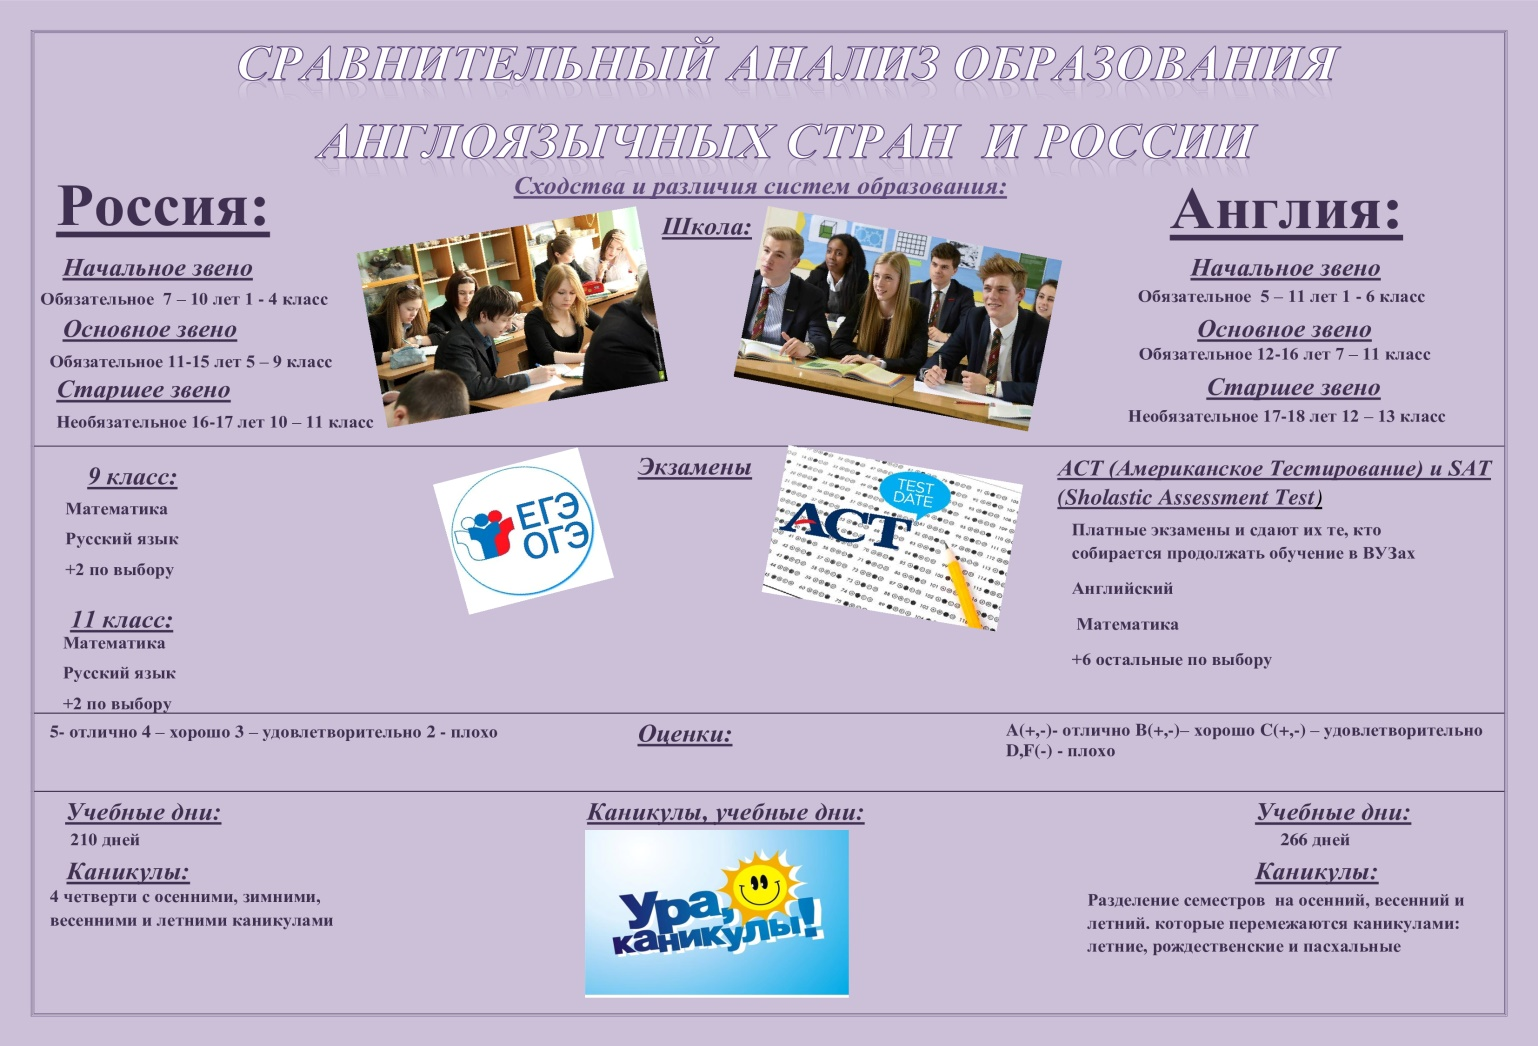 СРАВНИТЕЛЬНЫЙ АНАЛИЗ ОБРАЗОВАНИЯ
АНГЛОЯЗЫЧНЫХ СТРАН И РОССИИ
Сходства и различия систем образования:
Россия:
Начальное звено
Обязательное 7 – 10 лет 1 - 4 класс
Основное звено
Обязательное 11-15 лет 5 – 9 класс
Старшее звено
Необязательное 16-17 лет 10 – 11 класс
Школа:
Англия:
Начальное звено
Обязательное 5 – 11 лет 1 - 6 класс
Основное звено
Обязательное 12-16 лет 7 – 11 класс
Старшее звено
Необязательное 17-18 лет 12 – 13 класс
9 класс:
Математика
Русский язык
+2 по выбору
11 класс:
Математика
Русский язык
+2 по выбору
Экзамены
ЕГЭ
ОГЭ
TEST
DATE
ACT
ACT (Американское Тестирование) и SAT
(Sholastic Assessment Test)
Платные экзамены и сдают их те, кто
собирается продолжать обучение в ВУЗах
Английский
Математика
+6 остальные по выбору
5- отлично 4 – хорошо 3 – удовлетворительно 2 - плохо
Оценки:
A(+,-)- отлично B(+,-)– хорошо C(+,-) – удовлетворительно
D,F(-) - плохо
Учебные дни:
210 дней
Каникулы:
4 четверти с осенними, зимними,
весенними и летними каникулами
Каникулы, учебные дни:
Ура,
каникулы!
Учебные дни:
266 дней
Каникулы:
Разделение семестров на осенний, весенний и
летний. которые перемежаются каникулами:
летние, рождественские и пасхальные